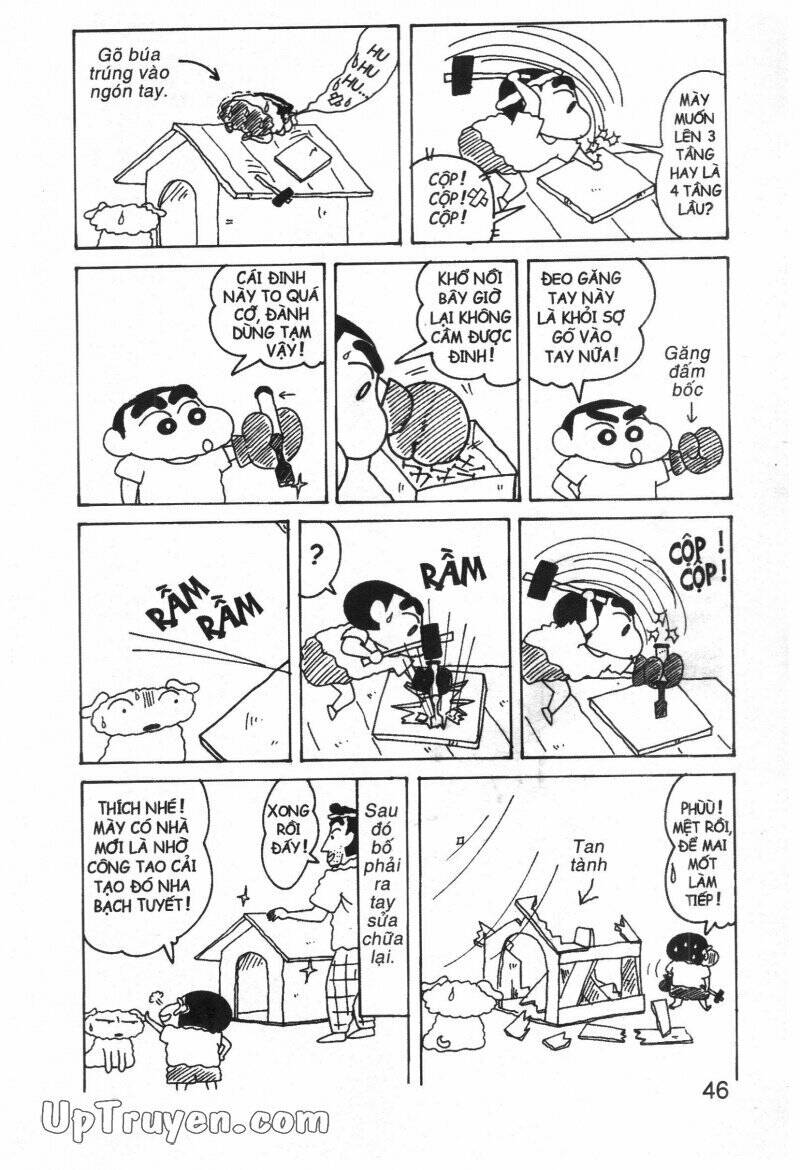 MÀY
MUỐN
LÊN 3
TẦNG
HAY LÀ
4 TẦNG
LẦU?
CỘP!
CỘP!
CỘP!
Gõ búa
trúng vào
ngón tay.
HU
HU
HU...
ĐEO GĂNG
TAY NÀY
LÀ KHỎI SỢ
GÕ VÀO
TAY NỮA!
Găng
đấm
bốc
KHỔ NỖI
BÂY GIỜ
LẠI KHÔNG
CẦM ĐƯỢC
ĐINH!
CÁI ĐINH
NÀY TO QUÁ
CỠ, ĐÀNH
DÙNG TẠM
VẬY!
CỘP!
CỘP!
?
RẦM
RẦM
RẦM
PHÙÙ!
MỆT RỒI,
ĐỂ MAI
MỐT
LÀM
TIẾP!
Tan
tành
Sau
đó
bố
phải
ra
tay
sửa
chữa
lại.
XONG
RỒI
ĐẤY!
THÍCH NHÉ!
MÀY CÓ NHÀ
MỚI LÀ NHỜ
CÔNG TAO CẢI
TẠO ĐÓ NHA
BẠCH TUYẾT!
46
UpTruyen.com